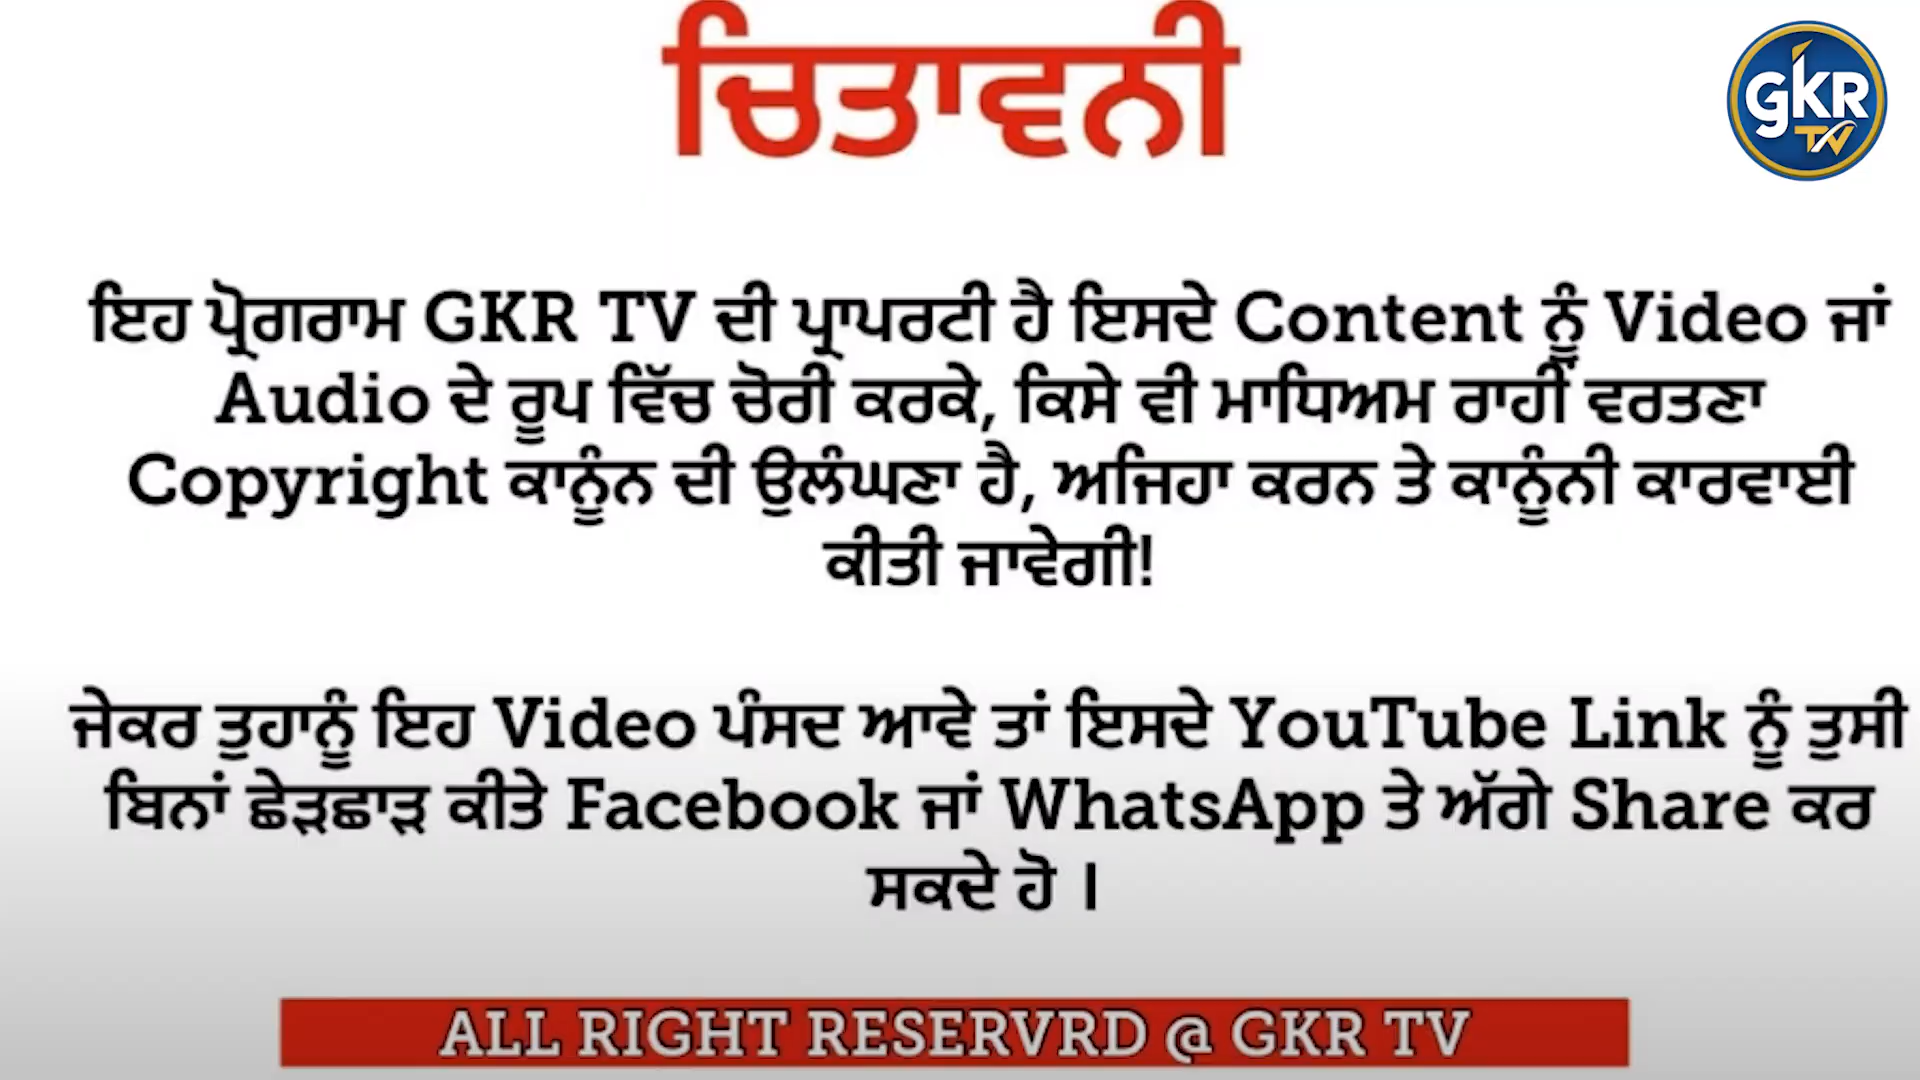 ਚਿਤਾਵਨੀ
GKR
TV
ਇਹ ਪ੍ਰੋਗਰਾਮ GKR TV ਦੀ ਪ੍ਰਾਪਰਟੀ ਹੈ ਇਸਦੇ Content ਨੂੰ Video ਜਾਂ
Audio ਦੇ ਰੂਪ ਵਿੱਚ ਚੋਰੀ ਕਰਕੇ, ਕਿਸੇ ਵੀ ਮਾਧਿਅਮ ਰਾਹੀਂ ਵਰਤਣਾ
Copyright ਕਾਨੂੰਨ ਦੀ ਉਲੰਘਣਾ ਹੈ, ਅਜਿਹਾ ਕਰਨ ਤੇ ਕਾਨੂੰਨੀ ਕਾਰਵਾਈ
ਕੀਤੀ ਜਾਵੇਗੀ!
ਜੇਕਰ ਤੁਹਾਨੂੰ ਇਹ Video ਪੰਸਦ ਆਵੇ ਤਾਂ ਇਸਦੇ YouTube Link ਨੂੰ ਤੁਸੀ
ਬਿਨਾਂ ਛੇੜਛਾੜ ਕੀਤੇ Facebook ਜਾਂ WhatsApp ਤੇ ਅੱਗੇ Share ਕਰ
ਸਕਦੇ ਹੋ ।
ALL RIGHT RESERVRD @ GKR TV